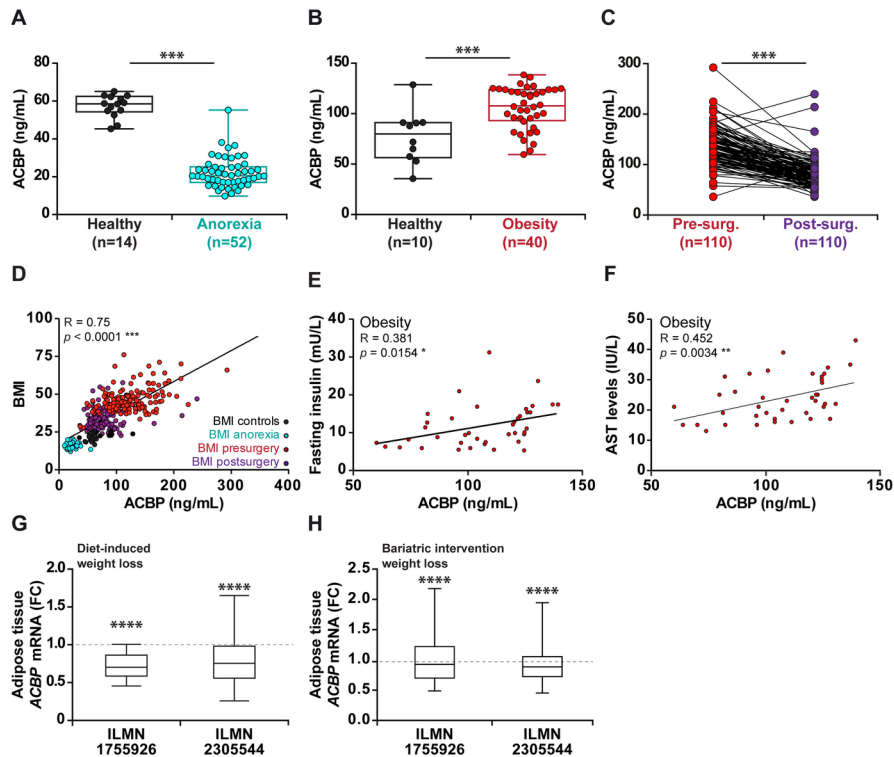 A
***
ACBP (ng/mL)
80
60
40
20
0
Healthy
(n=14)
Anorexia
(n=52)
B
***
ACBP (ng/mL)
150
100
50
0
Healthy
(n=10)
Obesity
(n=40)
C
***
ACBP (ng/mL)
300
200
100
0
Pre-surg.
(n=110)
Post-surg.
(n=110)
D
R = 0.75
p < 0.0001 ***
BMI
100
75
50
25
0
BMI controls
BMI anorexia
BMI presurgery
BMI postsurgery
0 100 200 300 400
ACBP (ng/mL)
E
Obesity
R = 0.381
p = 0.0154 *
Fasting insulin (mU/L)
40
30
20
10
0
50 100 150
ACBP (ng/mL)
F
Obesity
R = 0.452
p = 0.0034 **
AST levels (IU/L)
50
40
30
20
10
0
50 100 150
ACBP (ng/mL)
G
Diet-induced
weight loss
Adipose tissue
ACBP mRNA (FC)
2.0
1.5
1.0
0.5
0
****
****
ILMN
1755926
ILMN
2305544
H
Bariatric intervention
weight loss
Adipose tissue
ACBP mRNA (FC)
2.5
2.0
1.5
1.0
0.5
0
****
****
ILMN
1755926
ILMN
2305544